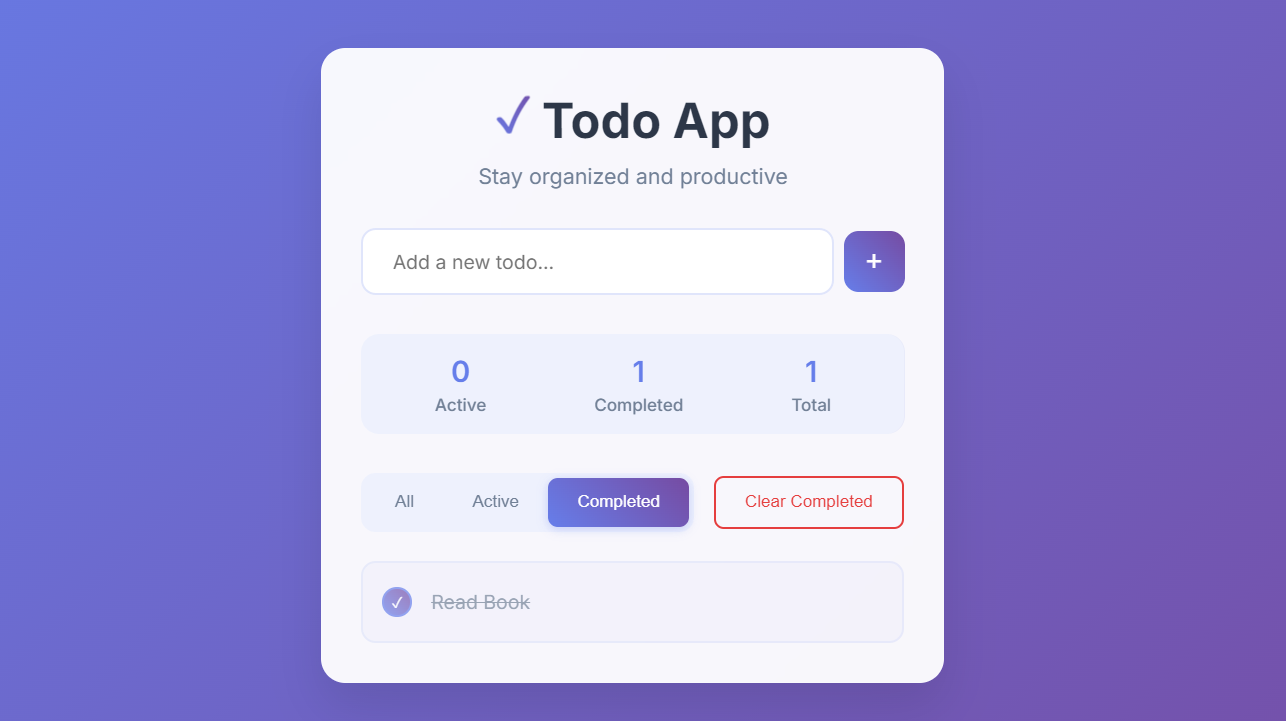 ✓ Todo App
Stay organized and productive
Add a new todo...
+
0 1 1
Active Completed Total
All Active Completed Clear Completed
✓ Read Book